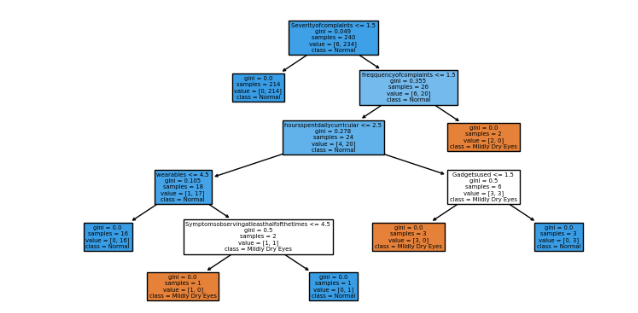 Severityofcomplaints <= 1.5
gini = 0.049
samples = 240
value = [6, 234]
class = Normal
gini = 0.0
samples = 214
value = [0, 214]
class = Normal
freqquencyofcompiaints <= 1.5
gini = 0.355
samples = 26
value = [6, 20]
class = Normal
hoursspentdailycurricular <= 2.5
gini = 0.278
samples = 24
value = [4, 20]
class = Normal
gini = 0.0
samples = 2
value = [2, 0]
class = Mildly Dry Eyes
wearables <= 4.5
gini = 0.105
samples = 18
value = [1, 17]
class = Normal
Gadgetsused <= 1.5
gini = 0.5
samples = 6
value = [3, 3]
class = Mildly Dry Eyes
gini = 0.0
samples = 16
value = [0, 16]
class = Normal
Symptomsobservingatleasthalfofthetimes <= 4.5
gini = 0.5
samples = 2
value = [1, 1]
class = Mildly Dry Eyes
gini = 0.0
samples = 3
value = [3, 0]
class = Mildly Dry Eyes
gini = 0.0
samples = 3
value = [0, 3]
class = Normal
gini = 0.0
samples = 1
value = [1, 0]
class = Mildly Dry Eyes
gini = 0.0
samples = 1
value = [0, 1]
class = Normal